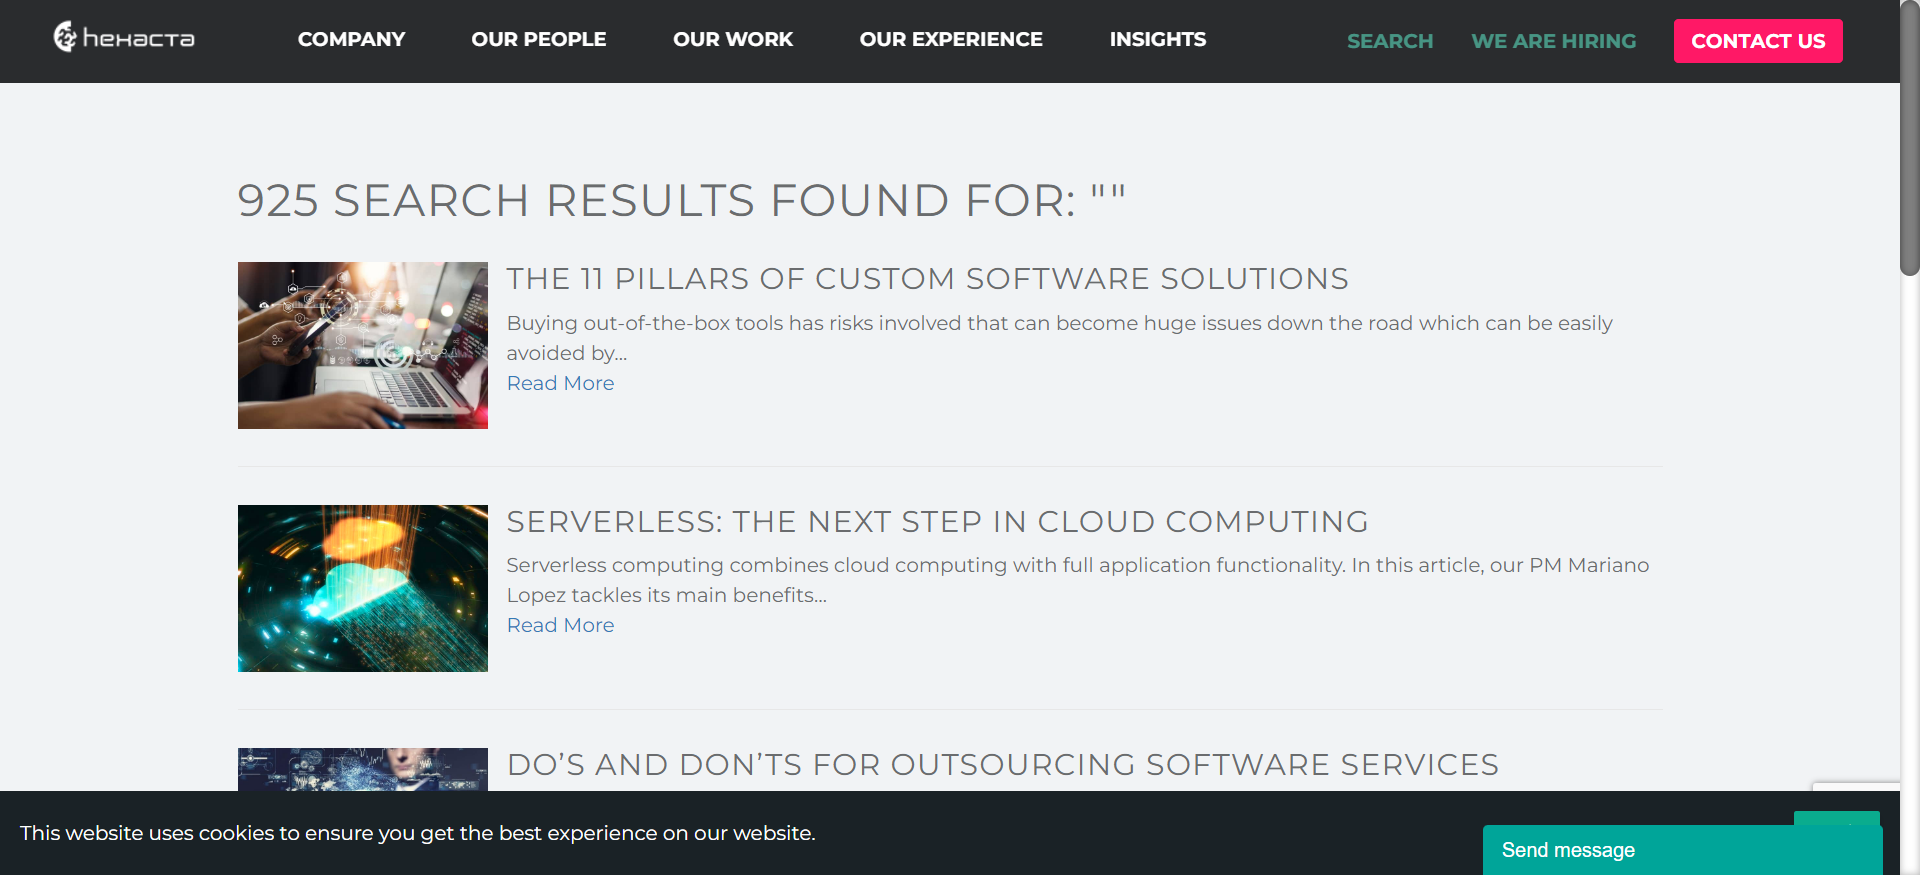 hexacta
COMPANY
OUR PEOPLE
OUR WORK
OUR EXPERIENCE
INSIGHTS
SEARCH
WE ARE HIRING
CONTACT US
925 SEARCH RESULTS FOUND FOR: ""
THE 11 PILLARS OF CUSTOM SOFTWARE SOLUTIONS
Buying out-of-the-box tools has risks involved that can become huge issues down the road which can be easily
avoided by...
Read More
SERVERLESS: THE NEXT STEP IN CLOUD COMPUTING
Serverless computing combines cloud computing with full application functionality. In this article, our PM Mariano
Lopez tackles its main benefits...
Read More
DO’S AND DON’TS FOR OUTSOURCING SOFTWARE SERVICES
This website uses cookies to ensure you get the best experience on our website.
Send message